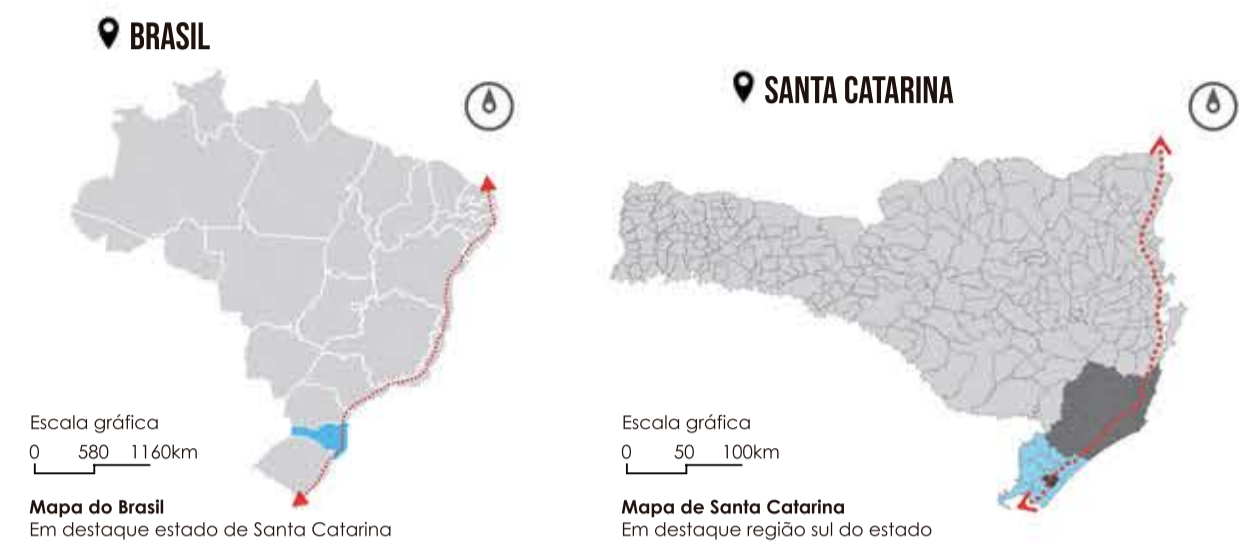 BRASIL
Escala gráfica
0 580 1160km
Mapa do Brasil
Em destaque estado de Santa Catarina
SANTA CATARINA
Escala gráfica
0 50 100km
Mapa de Santa Catarina
Em destaque região sul do estado